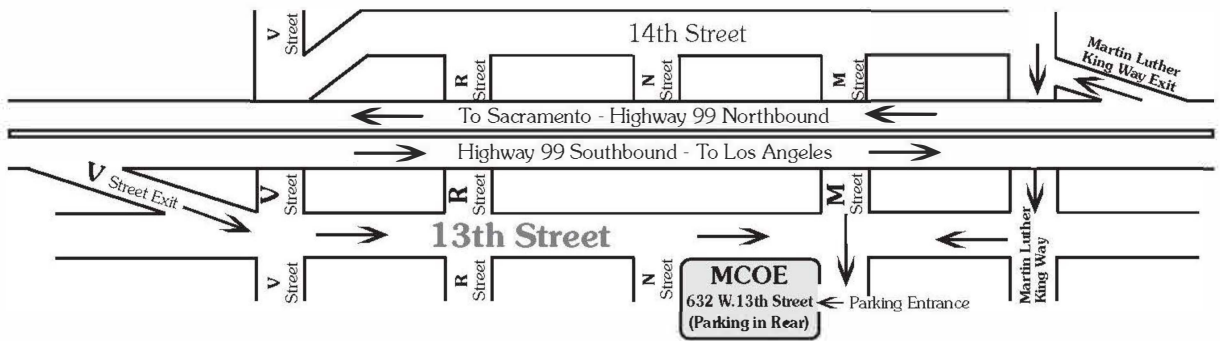 V Street
14th Street
R Street
N Street
M Street
Martin Luther
King Way Exit
To Sacramento - Highway 99 Northbound
Highway 99 Southbound - To Los Angeles
V Street Exit
V Street
R Street
M Street
13th Street
Martin Luther
King Way
V Street
R Street
N Street
MCOE
632 W.13th Street
(Parking in Rear)
Parking Entrance